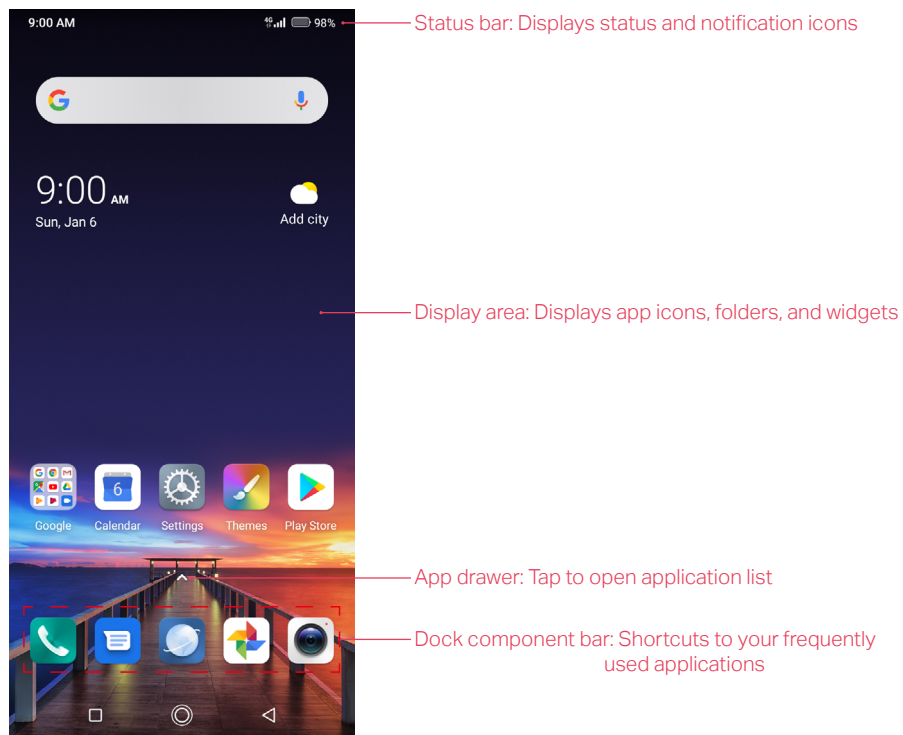 9:00 AM
4G 98%
Status bar: Displays status and notification icons
G
9:00 AM
Sun, Jan 6
Add city
Display area: Displays app icons, folders, and widgets
6
Google Calendar Settings Themes Play Store
App drawer: Tap to open application list
Dock component bar: Shortcuts to your frequently
used applications